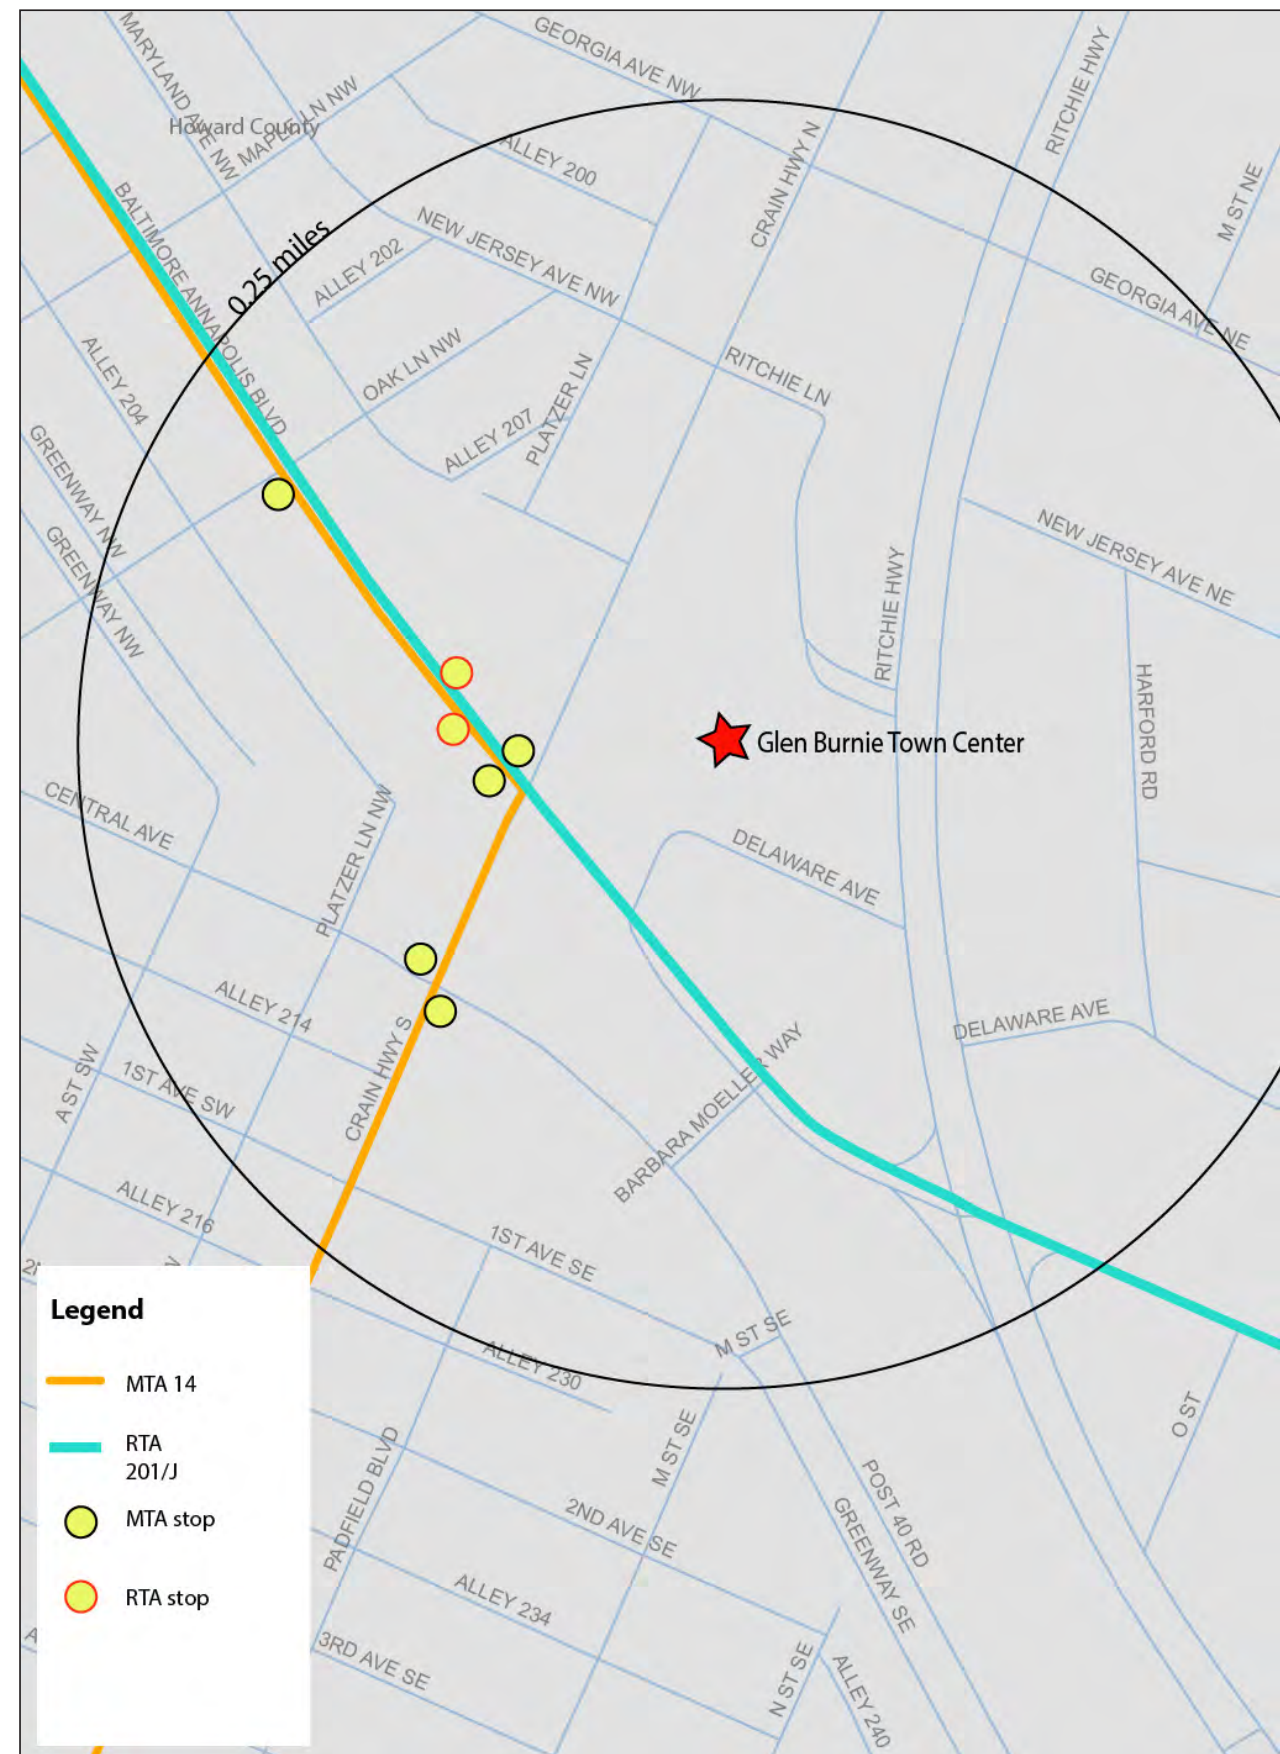 MARYLAND AVE NW
GEORGIA AVE NW
RITCHIE HWY
Howard County
MAPLE LN NW
ALLEY 200
CRAIN HWY N
M ST NE
BALTIMORE ANNAPOLIS BLVD
0.25 miles
ALLEY 202
NEW JERSEY AVE NW
GEORGIA AVE NE
ALLEY 204
OAK LN NW
PLATZER LN
RITCHIE LN
GREENWAY NW
ALLEY 207
GREENWAY NW
RITCHIE HWY
NEW JERSEY AVE NE
HARFORD RD
Glen Burnie Town Center
CENTRAL AVE
PLATZER LN NW
DELAWARE AVE
ALLEY 214
DELAWARE AVE
A ST SW
1ST AVE SW
CRAIN HWY S
BARBARA MOELLER WAY
ALLEY 216
1ST AVE SE
M ST SE
Legend
MTA 14
RTA
201/J
MTA stop
RTA stop
ALLEY 230
O ST
PADFIELD BLVD
M ST SE
POST 40 RD
2ND AVE SE
GREENWAY SE
ALLEY 234
3RD AVE SE
N ST SE
ALLEY 240